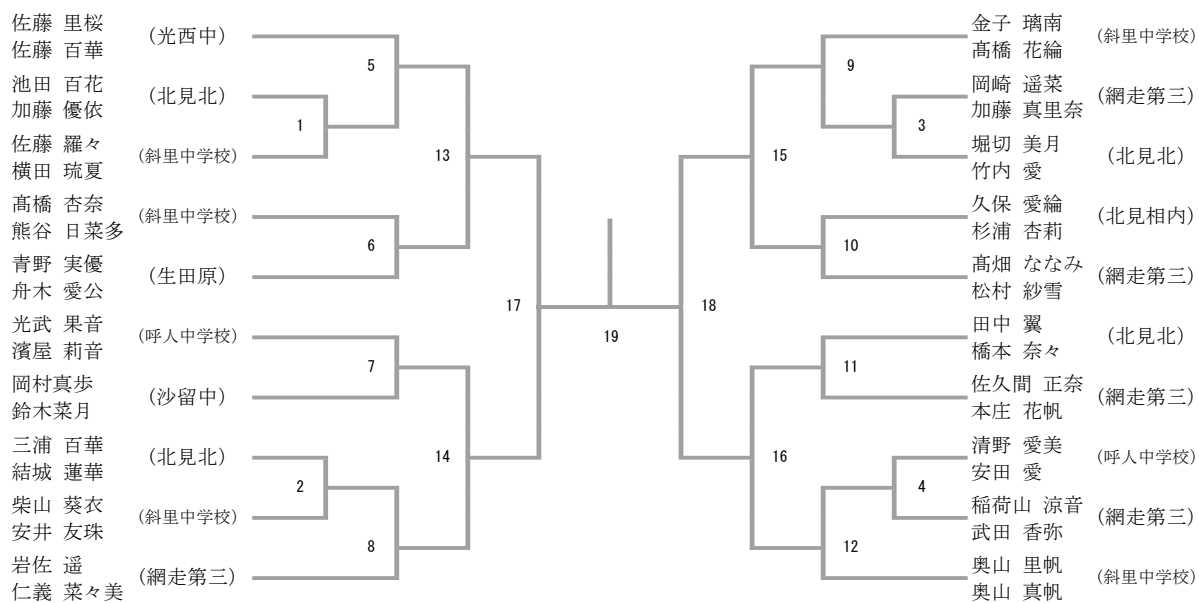 佐藤 里桜
佐藤 百華
(光西中)
池田 百花
加藤 優依
(北見北)
佐藤 羅々
横田 琉夏
(斜里中学校)
髙橋 杏奈
熊谷 日菜多
(斜里中学校)
青野 実優
舟木 愛公
(生田原)
光武 果音
濱屋 莉音
(呼人中学校)
岡村真歩
鈴木菜月
(沙留中)
三浦 百華
結城 蓮華
(北見北)
柴山 葵衣
安井 友珠
(斜里中学校)
岩佐 遥
仁義 菜々美
(網走第三)
5
1
13
6
17
7
14
2
8
19
9
3
15
10
18
11
16
4
12
金子 璃南
髙橋 花綸
(斜里中学校)
岡崎 遥菜
加藤 真里奈
(網走第三)
堀切 美月
竹内 愛
(北見北)
久保 愛綸
杉浦 杏莉
(北見相内)
髙畑 ななみ
松村 紗雪
(網走第三)
田中 翼
橋本 奈々
(北見北)
佐久間 正奈
本庄 花帆
(網走第三)
清野 愛美
安田 愛
(呼人中学校)
稲荷山 涼音
武田 香弥
(網走第三)
奥山 里帆
奥山 真帆
(斜里中学校)